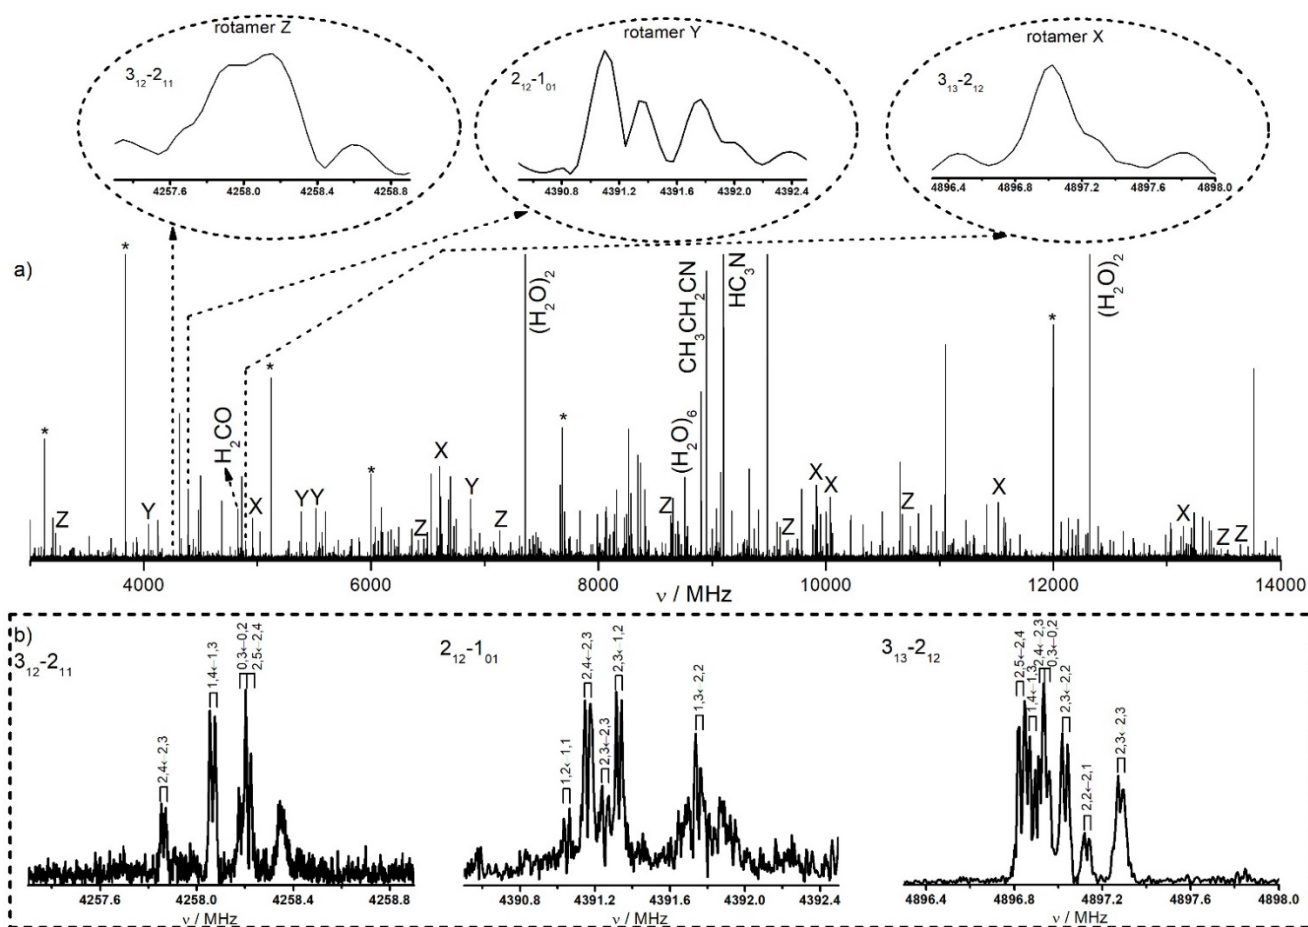 rotamer Z
3₁₂-2₁₁
4257.6 4258.0 4258.4 4258.8
rotamer Y
2₁₂-1₀₁
4390.8 4391.2 4391.6 4392.0 4392.4
rotamer X
3₁₃-2₁₂
4896.4 4896.8 4897.2 4897.6 4898.0
a)
* * * * * *
(H₂O)₂
CH₃CH₂CN
HC₃N
(H₂O)₂
H₂CO
(H₂O)₆
Z Y X Y Y Z X Y Z Z Z X X Z X X Z Z
4000 6000 8000 10000 12000 14000
ν / MHz
b)
3₁₂-2₁₁
2,4←2,3
1,4←1,3
0,3←0,2
2,5←2,4
4257.6 4258.0 4258.4 4258.8
ν / MHz
2₁₂-1₀₁
1,2←1,1
2,4←2,3
2,3←2,3
2,3←1,2
1,3←2,2
4390.8 4391.2 4391.6 4392.0 4392.4
ν / MHz
3₁₃-2₁₂
2,5←2,4
1,4←1,3
2,4←2,3
0,3←0,2
2,3←2,2
2,2←2,1
2,3←2,3
4896.4 4896.8 4897.2 4897.6 4898.0
ν / MHz